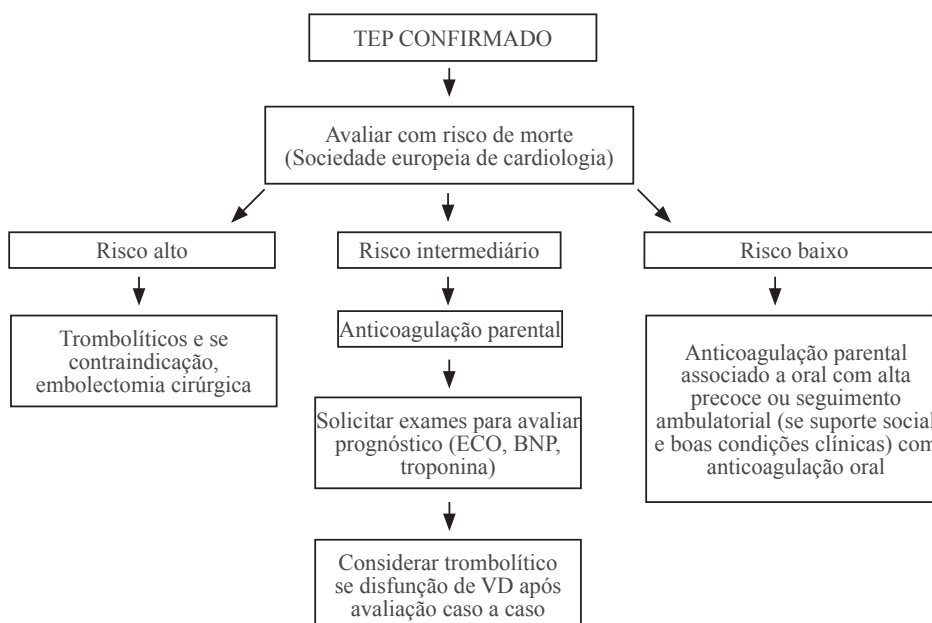 TEP CONFIRMADO
Avaliar com risco de morte
(Sociedade europeia de cardiologia)
Risco alto
Risco intermediário
Risco baixo
Trombolíticos e se
contraindicação,
embolectomia cirúrgica
Anticoagulação parental
Solicitar exames para avaliar
prognóstico (ECO, BNP,
troponina)
Considerar trombolítico
se disfunção de VD após
avaliação caso a caso
Anticoagulação parental
associado a oral com alta
precoce ou seguimento
ambulatorial (se suporte social
e boas condições clínicas) com
anticoagulação oral